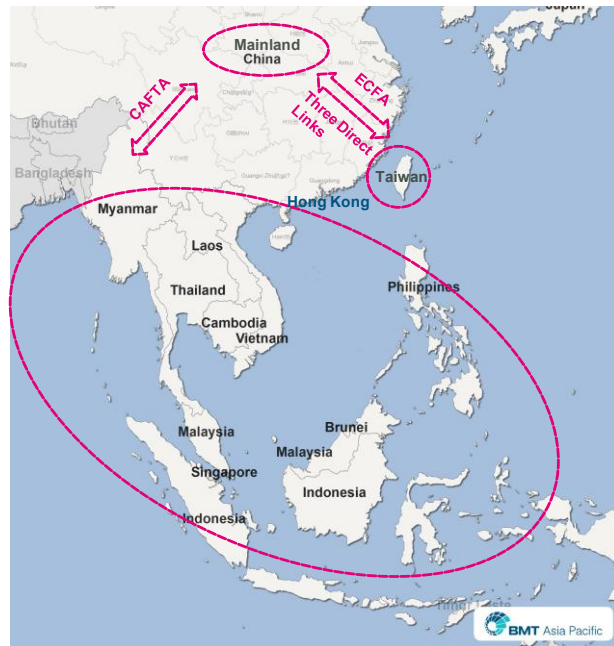 Japan
Mainland
China
CAFTA
ECFA
Three Direct
Links
Bhutan
Bangladesh
Taiwan
Hong Kong
Myanmar
Laos
Thailand
Philippines
Cambodia
Vietnam
Brunei
Malaysia
Malaysia
Singapore
Indonesia
Indonesia
Timor Leste
BMT Asia Pacific